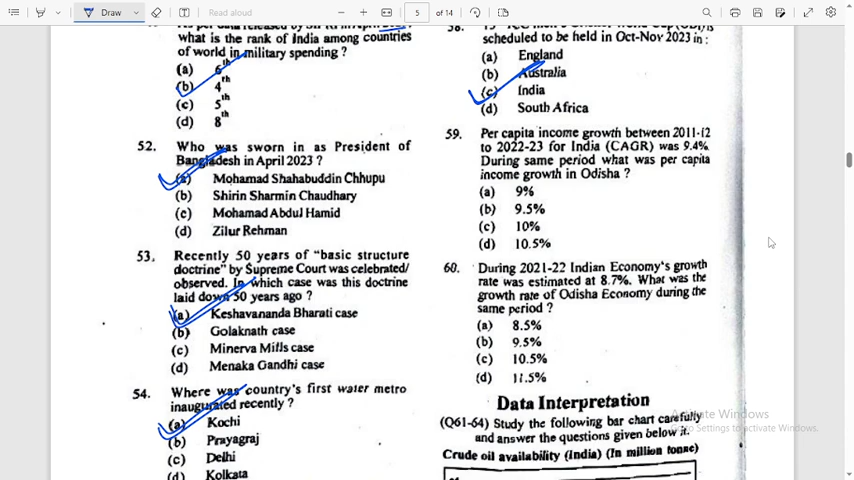 Draw
5
of 14
what is the rank of India among countries
of world in military spending ?
(a) 6th
(b) 4th
(c) 5th
(d) 8th
52. Who was sworn in as President of
Bangladesh in April 2023 ?
(a) Mohamad Shahabuddin Chhupu
(b) Shirin Sharmin Chaudhary
(c) Mohamad Abdul Hamid
(d) Zilur Rehman
53. Recently 50 years of "basic structure
doctrine" by Supreme Court was celebrated/
observed. In which case was this doctrine
laid down 50 years ago ?
(a) Keshavananda Bharati case
(b) Golaknath case
(c) Minerva Mills case
(d) Menaka Gandhi case
54. Where was country's first water metro
inaugurated recently ?
(a) Kochi
(b) Prayagraj
(c) Delhi
(d) Kolkata
58.
scheduled to be held in Oct-Nov 2023 in :
(a) England
(b) Australia
(c) India
(d) South Africa
59. Per capita income growth between 2011-12
to 2022-23 for India (CAGR) was 9.4%.
During same period what was per capita
income growth in Odisha ?
(a) 9%
(b) 9.5%
(c) 10%
(d) 10.5%
60. During 2021-22 Indian Economy's growth
rate was estimated at 8.7%. What was the
growth rate of Odisha Economy during the
same period ?
(a) 8.5%
(b) 9.5%
(c) 10.5%
(d) 11.5%
Data Interpretation
(Q61-64) Study the following bar chart carefully
and answer the questions given below it.
Crude oil availability (India) (In million tonne)
Activate Windows
Go to Settings to activate Windows.